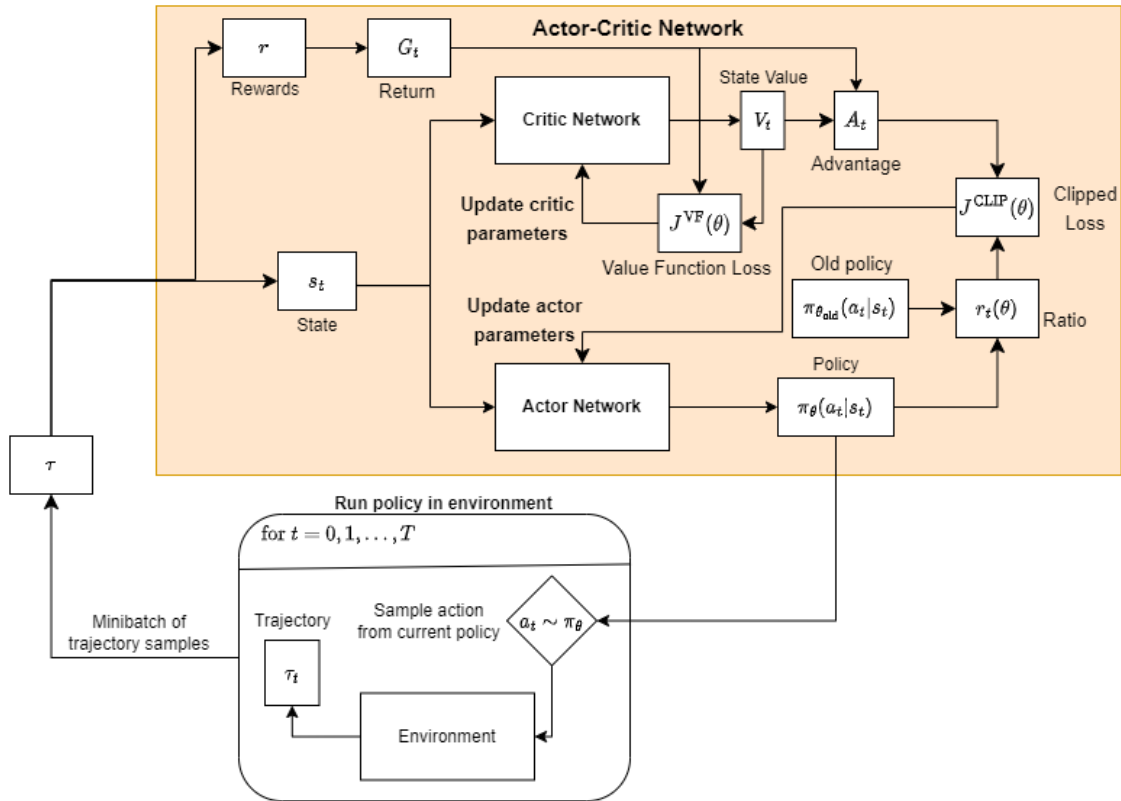 Actor-Critic Network
r
Rewards
G_t
Return
Critic Network
State Value
V_t
A_t
Advantage
Update critic
parameters
J^VF(θ)
Value Function Loss
J^CLIP(θ)
Clipped
Loss
s_t
State
Old policy
π_θ_old(a_t|s_t)
r_t(θ)
Ratio
Update actor
parameters
Actor Network
Policy
π_θ(a_t|s_t)
τ
Run policy in environment
for t = 0, 1, . . . , T
Minibatch of
trajectory samples
Trajectory
τ_t
Sample action
from current policy
a_t ∼ π_θ
Environment